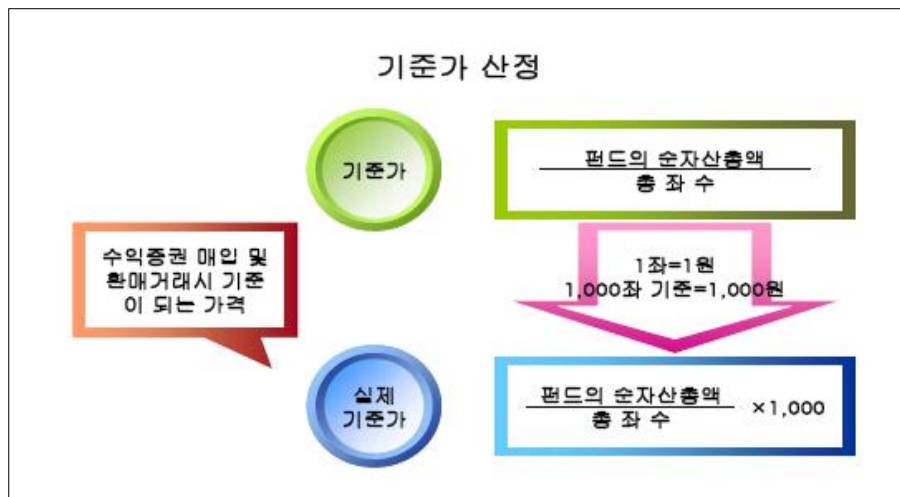 기준가 산정
기준가
펀드의 순자산총액
총 좌 수
수익증권 매입 및
환매거래시 기준
이 되는 가격
1좌=1원
1,000좌 기준=1,000원
실제
기준가
펀드의 순자산총액
총 좌 수
×1,000